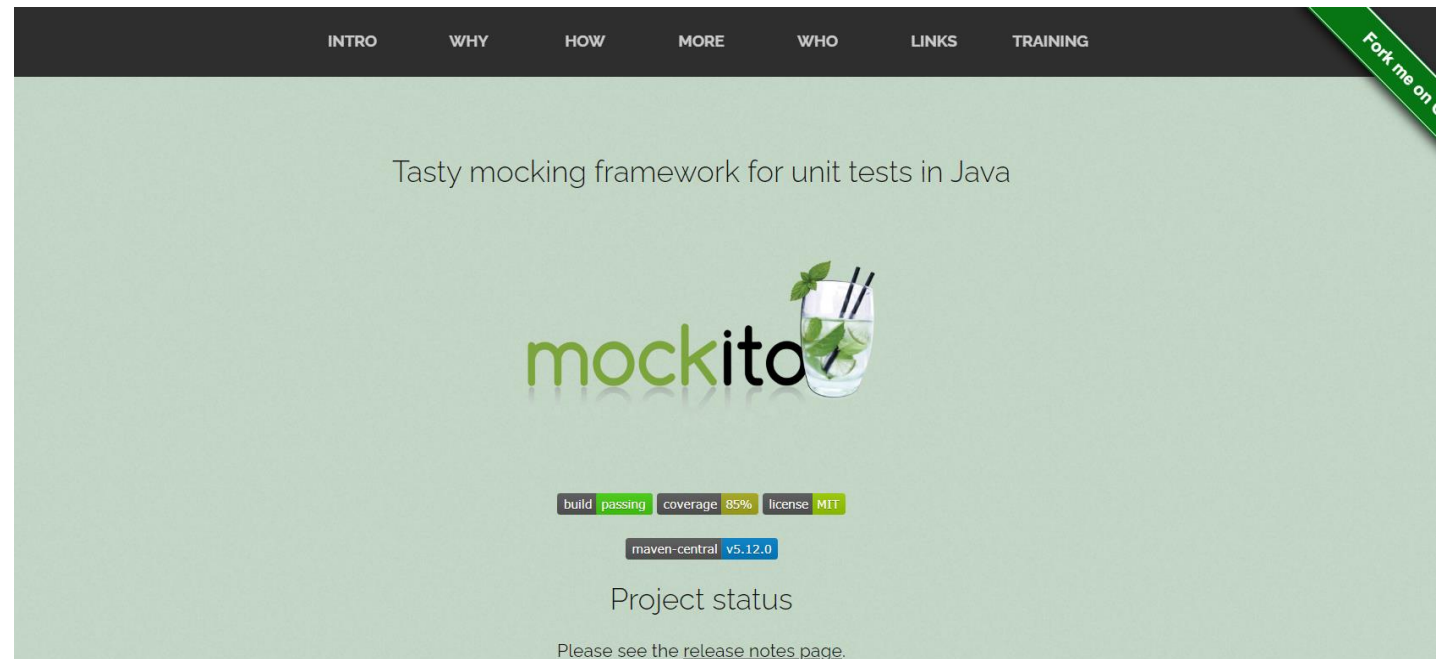 INTRO WHY HOW MORE WHO LINKS TRAINING
Fork me on
Tasty mocking framework for unit tests in Java
mockito
build passing coverage 85% license MIT
maven-central v5.12.0
Project status
Please see the release notes page.